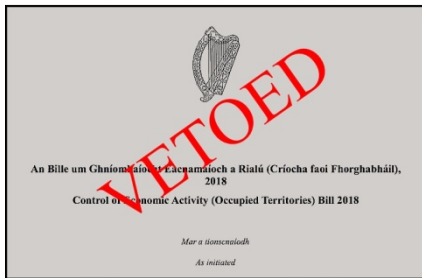 An Bille um Ghníomhaíocht Eacnamaíoch a Rialú (Críocha faoi Fhorghabháil),
2018
Control of Economic Activity (Occupied Territories) Bill 2018
Mar a tionscnaíodh
As initiated
VETOED